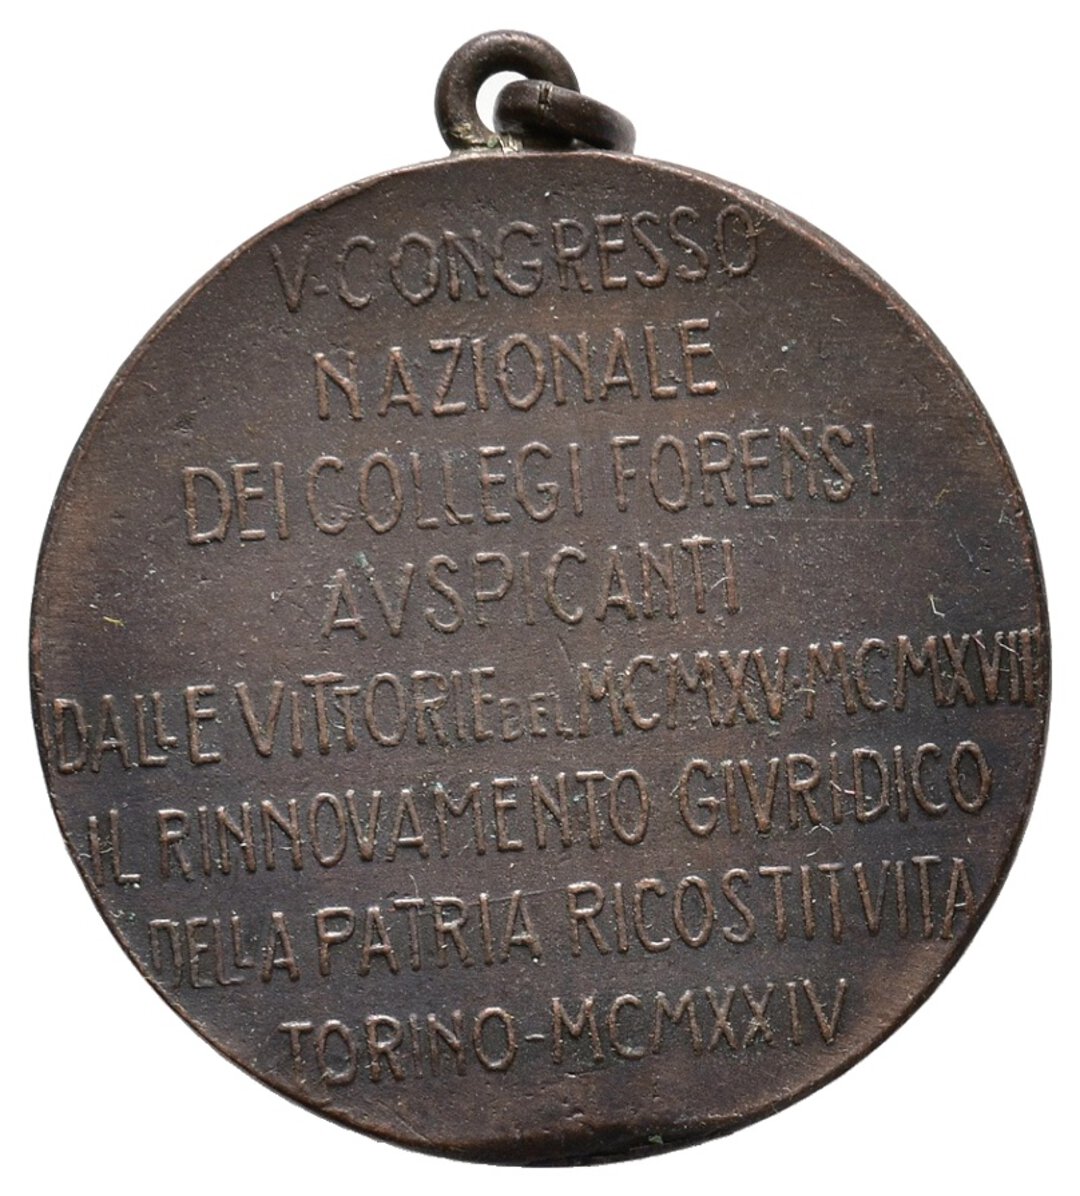 V·CONGRESSO
NAZIONALE
DEI COLLEGI FORENSI
AVSPICANTI
DALLE VITTORIE DEL MCMXV-MCMXVIII
IL RINNOVAMENTO GIVRIDICO
DELLA PATRIA RICOSTITVITA
TORINO-MCMXXIV